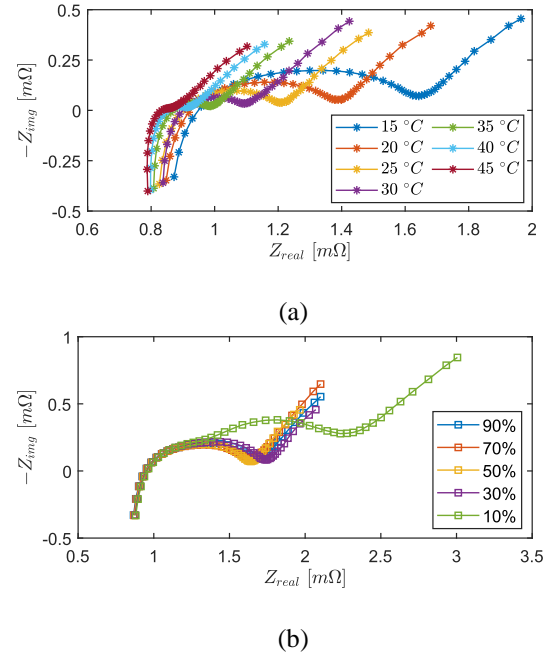 0.5
0.25
0
-0.25
-0.5
−Z_img [mΩ]
15 °C 35 °C
20 °C 40 °C
25 °C 45 °C
30 °C
0.6 0.8 1 1.2 1.4 1.6 1.8 2
Z_real [mΩ]
(a)
1
0.5
0
-0.5
−Z_img [mΩ]
90%
70%
50%
30%
10%
0.5 1 1.5 2 2.5 3 3.5
Z_real [mΩ]
(b)